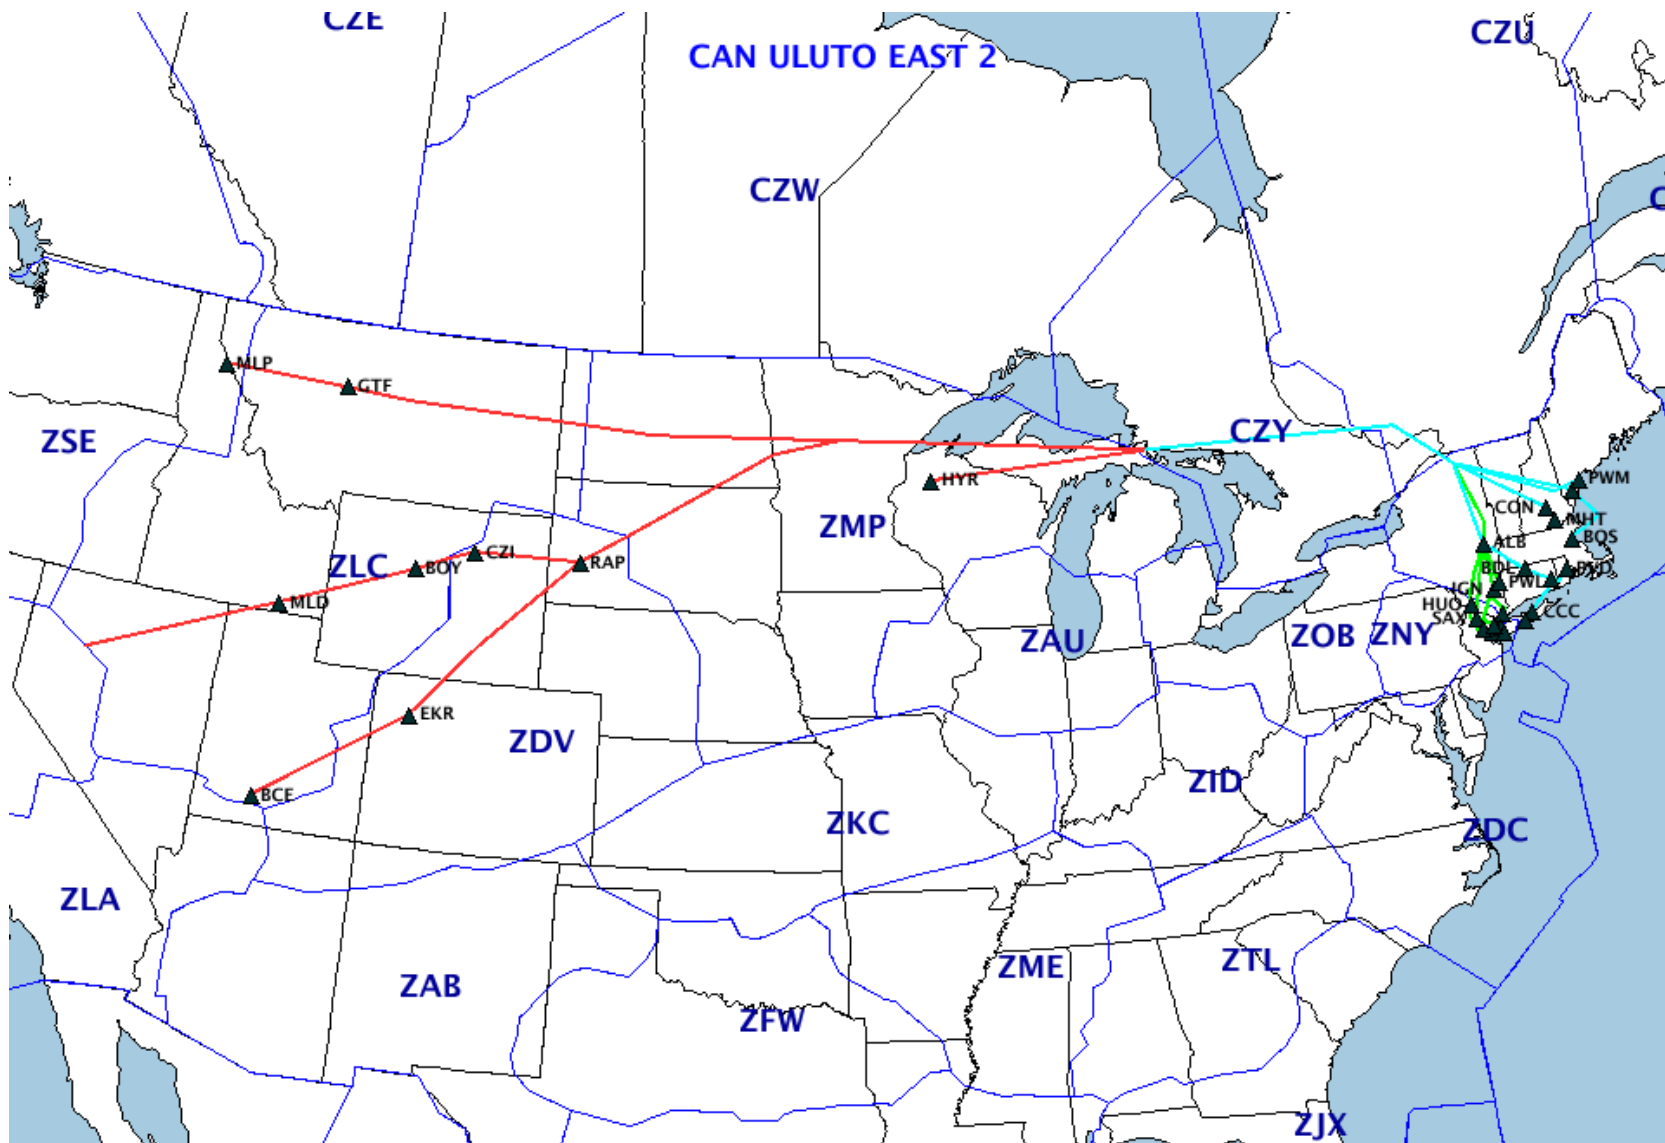 CZE
CZU
CAN ULUTO EAST 2
CZW
C
MLP
GTF
CZY
ZSE
HYR
PWM
CON
MHT
ZMP
BOS
ALB
CZI
ZLC
BOY
RAP
BDL
PVD
PWL
IGN
MLD
HUO
CCC
SAX
ZAU
ZOB
ZNY
EKR
ZDV
ZID
BCE
ZKC
ZDC
ZLA
ZME
ZTL
ZAB
ZFW
ZJX